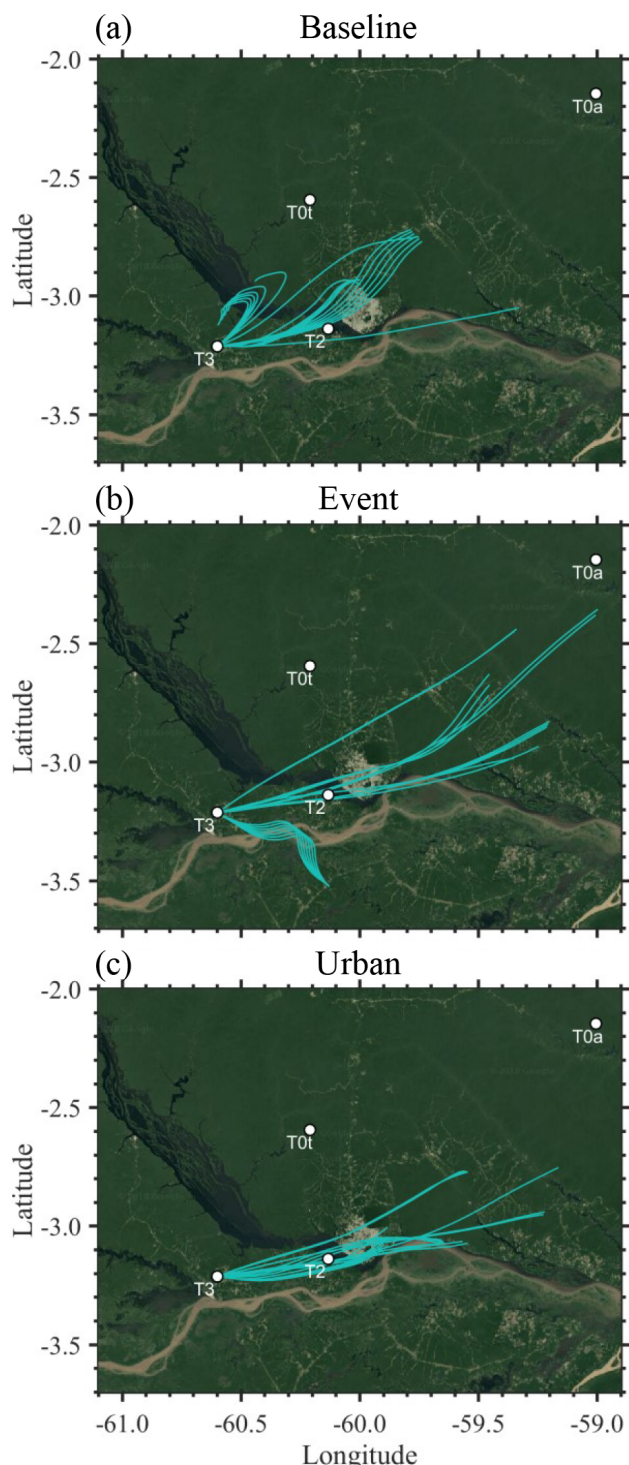 (a) Baseline
-2.0
T0a
-2.5
T0t
Latitude
-3.0
T2
T3
-3.5
(b) Event
-2.0
T0a
-2.5
T0t
Latitude
-3.0
T2
T3
-3.5
(c) Urban
-2.0
T0a
-2.5
T0t
Latitude
-3.0
T2
T3
-3.5
-61.0 -60.5 -60.0 -59.5 -59.0
Longitude